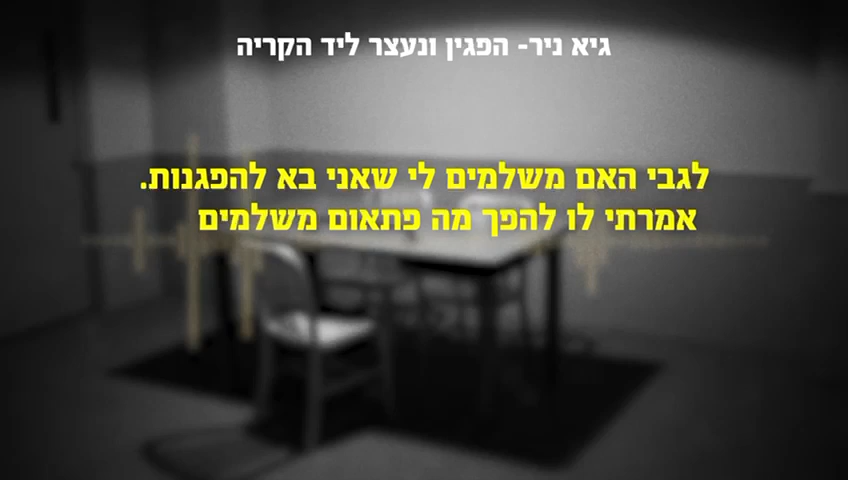 גיא ניר- הפגין ונעצר ליד הקריה
לגבי האם משלמים לי שאני בא להפגנות.
אמרתי לו להפך מה פתאום משלמים